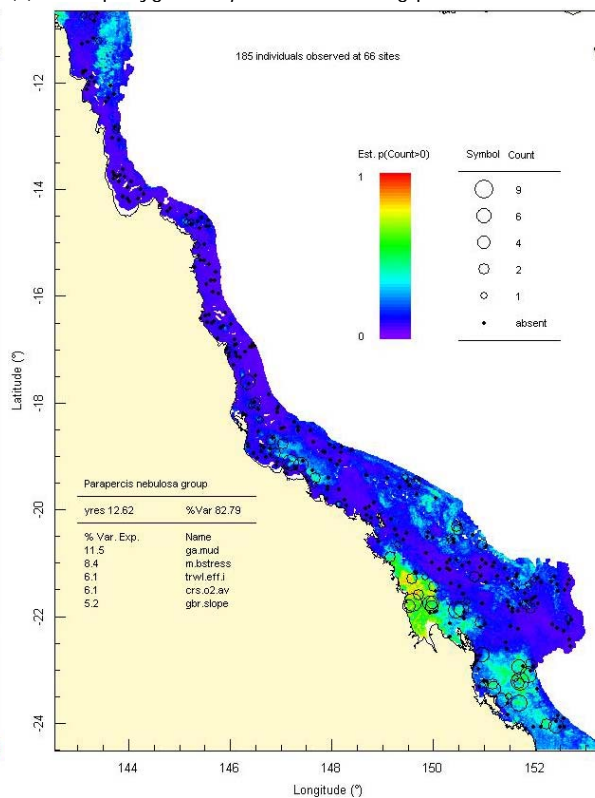 185 individuals observed at 66 sites
Est. p(Count>0)
1
0
Symbol Count
9
6
4
2
1
absent
-12
-14
-16
-18
-20
-22
-24
Latitude (°)
Parapercis nebulosa group
yres 12.62 %Var 82.79
% Var. Exp. Name
11.5 ga.mud
8.4 m.bstress
6.1 trwl.eff.i
6.1 crs.o2.av
5.2 gbr.slope
144 146 148 150 152
Longitude (°)